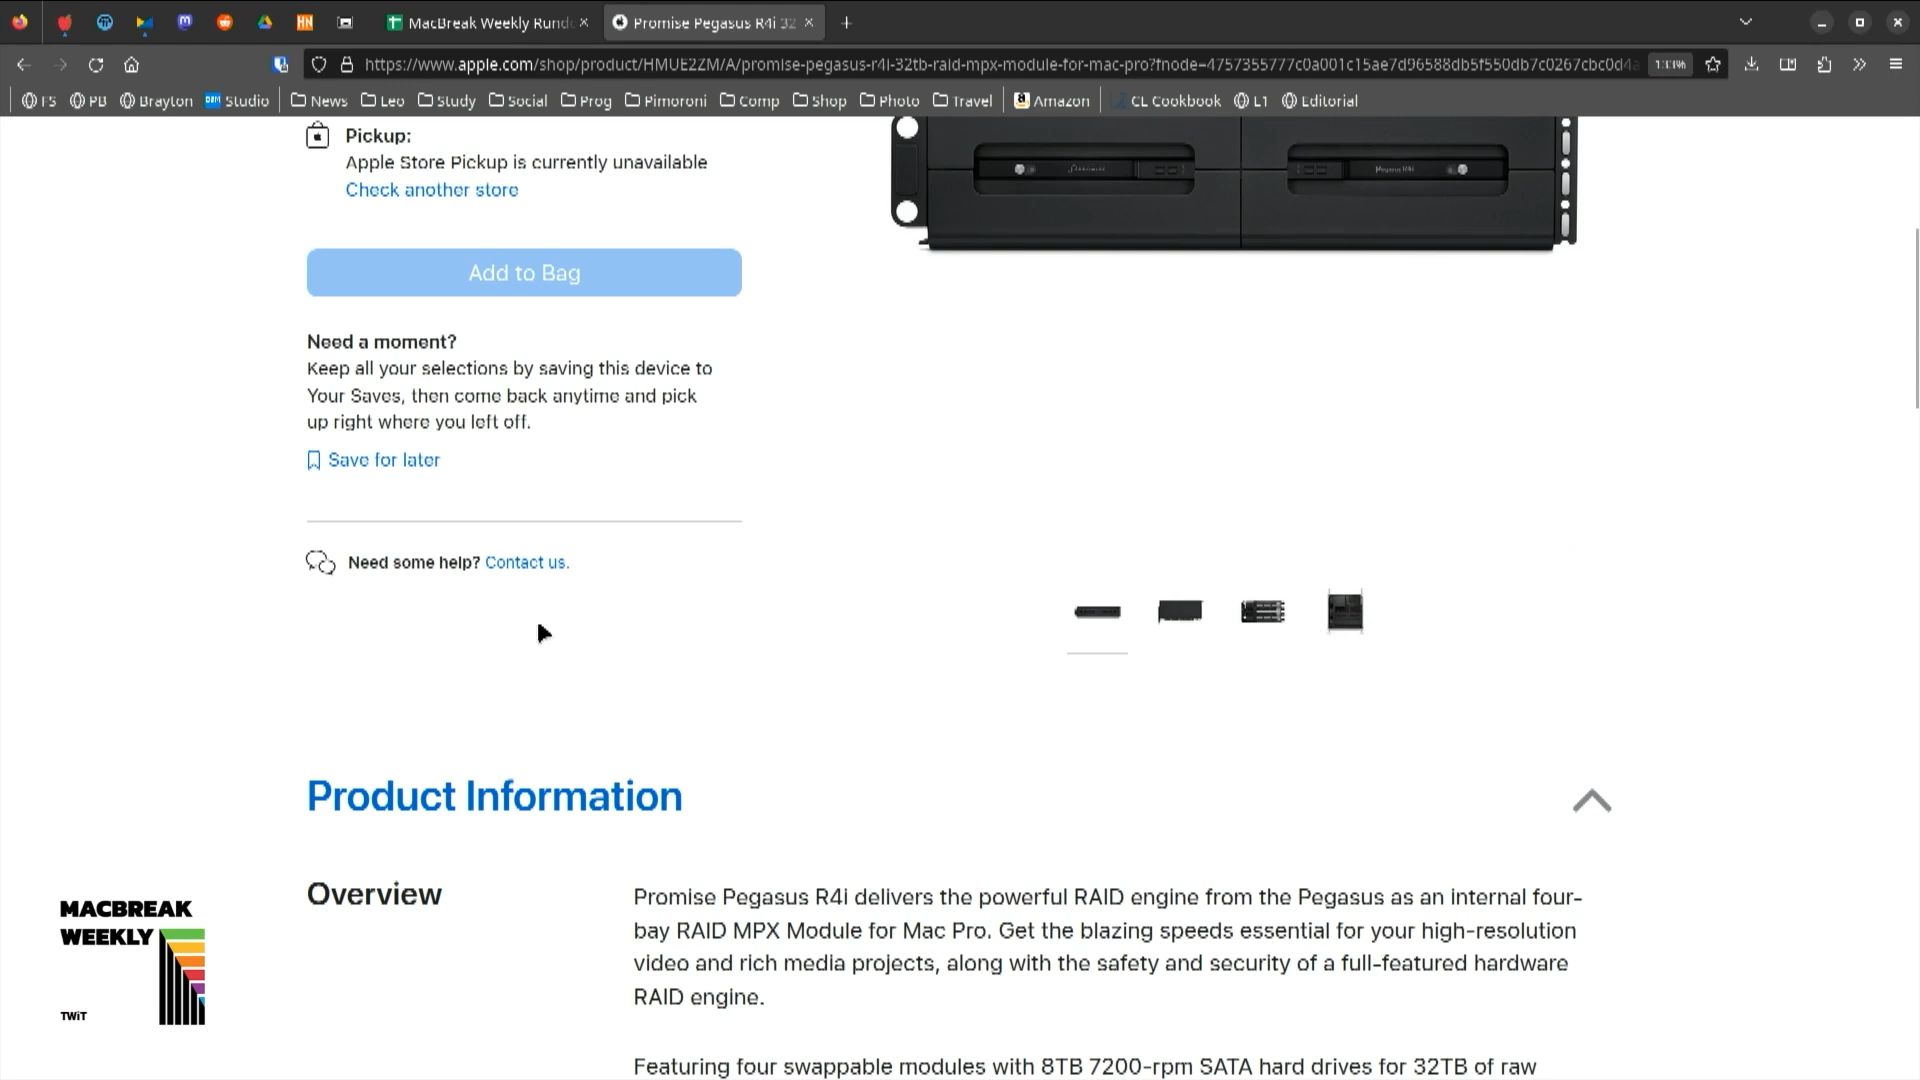 MacBreak Weekly Rund
Promise Pegasus R4i 32
https://www.apple.com/shop/product/HMUE2ZM/A/promise-pegasus-r4i-32tb-raid-mpx-module-for-mac-pro?fnode=4757355777c0a001c15ae7d96588db5f550db7c0267cbc0d4a
133%
FS
PB
Brayton
Studio
News
Leo
Study
Social
Prog
Pimoroni
Comp
Shop
Photo
Travel
Amazon
CL Cookbook
L1
Editorial
Pickup:
Apple Store Pickup is currently unavailable
Check another store
Add to Bag
Need a moment?
Keep all your selections by saving this device to
Your Saves, then come back anytime and pick
up right where you left off.
Save for later
Need some help? Contact us.
Product Information
Overview
Promise Pegasus R4i delivers the powerful RAID engine from the Pegasus as an internal four-
bay RAID MPX Module for Mac Pro. Get the blazing speeds essential for your high-resolution
video and rich media projects, along with the safety and security of a full-featured hardware
RAID engine.
Featuring four swappable modules with 8TB 7200-rpm SATA hard drives for 32TB of raw
MACBREAK
WEEKLY
TWiT